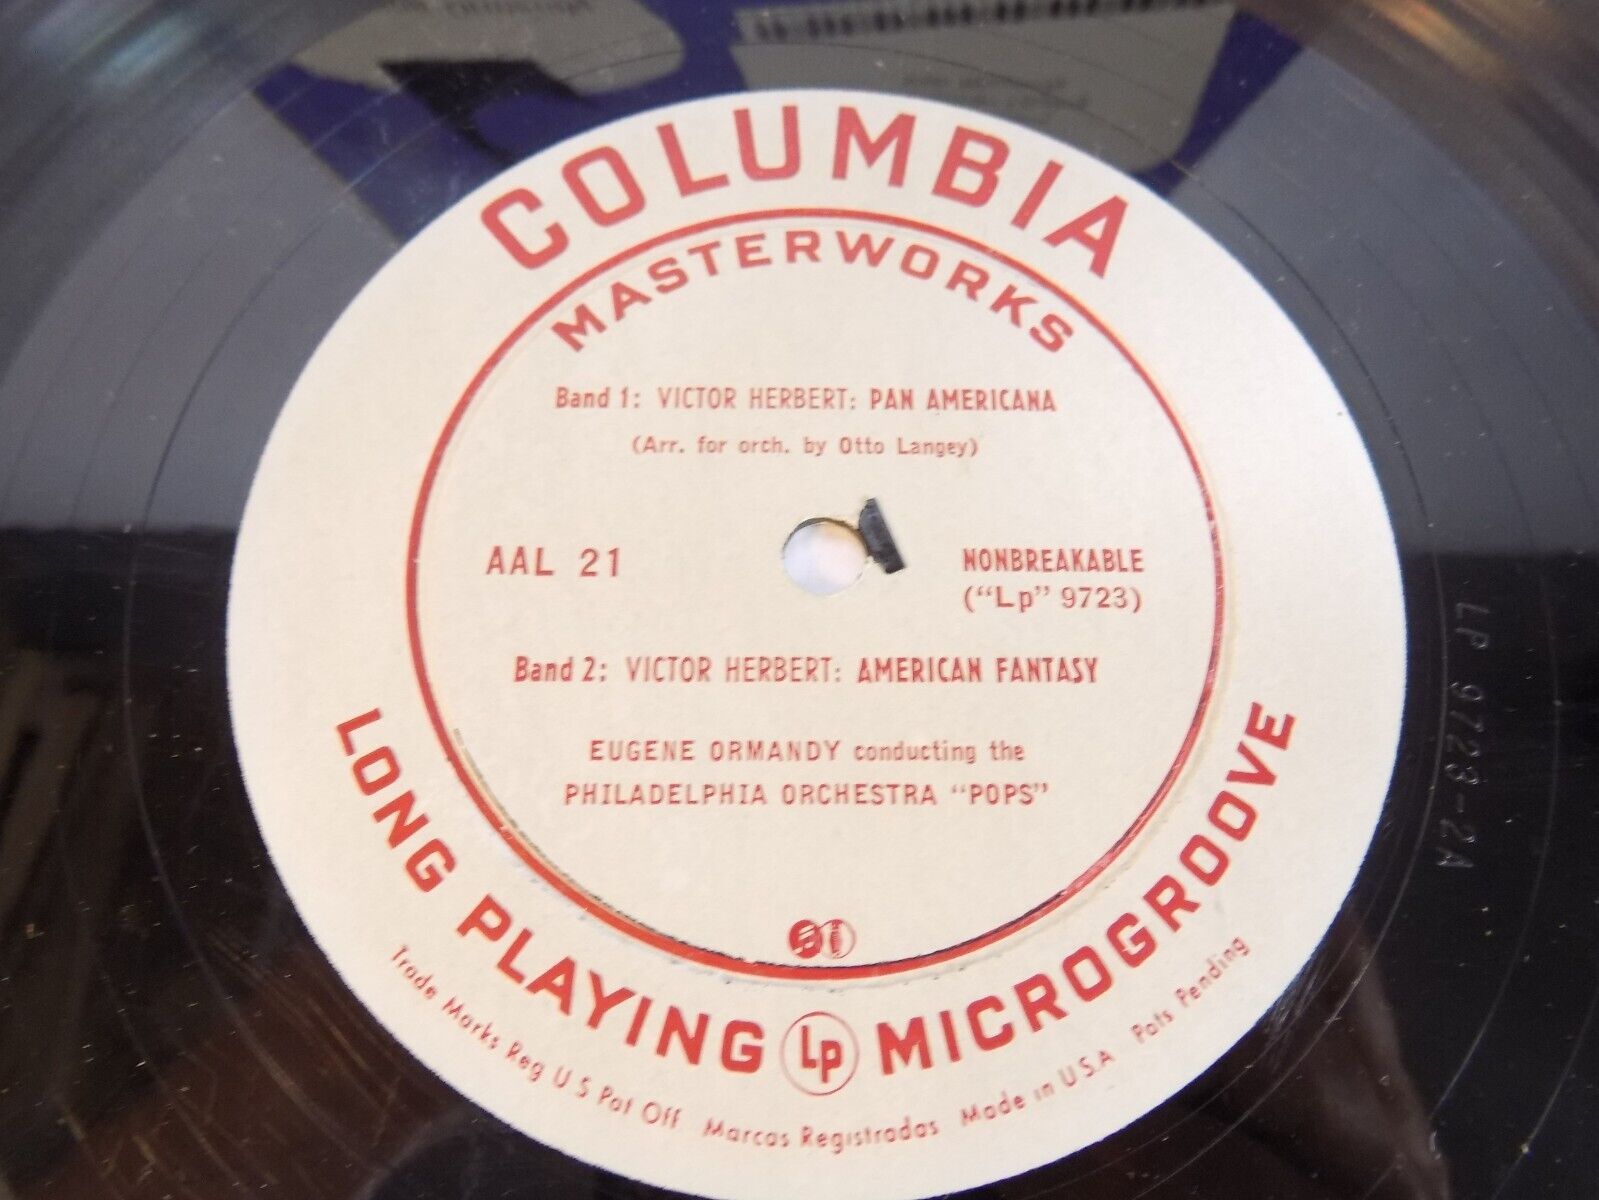 COLUMBIA
MASTERWORKS
Band 1: VICTOR HERBERT: PAN AMERICANA
(Arr. for orch. by Otto Langey)
AAL 21
NONBREAKABLE
("Lp" 9723)
Band 2: VICTOR HERBERT: AMERICAN FANTASY
EUGENE ORMANDY conducting the
PHILADELPHIA ORCHESTRA "POPS"
LONG PLAYING Lp MICROGROOVE
Trade Marks Reg U S Pat Off Marcas Registradas Made in U.S.A Pats Pending
LP 9723-2A